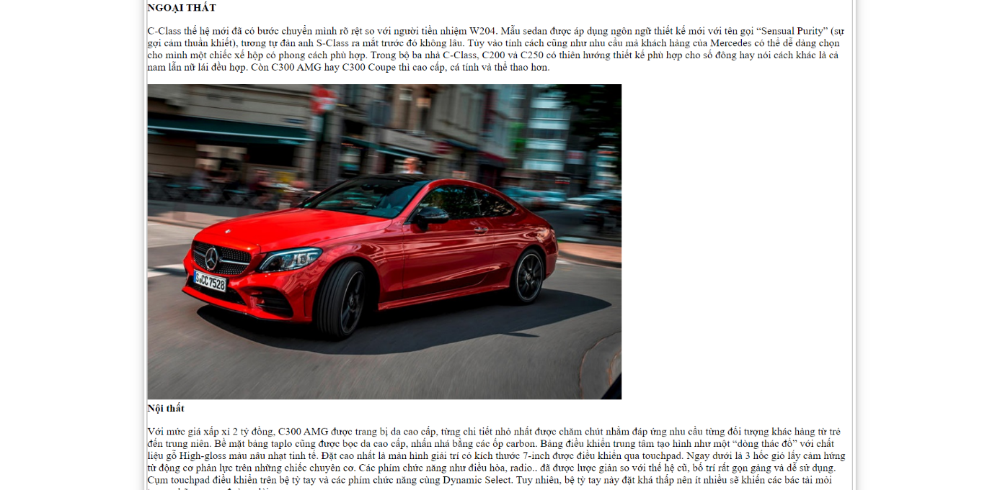 NGOẠI THẤT
C-Class thế hệ mới đã có bước chuyển mình rõ rệt so với người tiền nhiệm W204. Mẫu sedan được áp dụng ngôn ngữ thiết kế mới với tên gọi “Sensual Purity” (sự
gợi cảm thuần khiết), tương tự đàn anh S-Class ra mắt trước đó không lâu. Tùy vào tính cách cũng như nhu cầu mà khách hàng của Mercedes có thể dễ dàng chọn
cho mình một chiếc xế hộp có phong cách phù hợp. Trong bộ ba nhà C-Class, C200 và C250 có thiên hướng thiết kế phù hợp cho số đông hay nói cách khác là cả
nam lẫn nữ lái đều hợp. Còn C300 AMG hay C300 Coupe thì cao cấp, cá tính và thể thao hơn.
S CC 7528
Nội thất
Với mức giá xấp xỉ 2 tỷ đồng, C300 AMG được trang bị da cao cấp, từng chi tiết nhỏ nhất được chăm chút nhằm đáp ứng nhu cầu từng đối tượng khác hàng từ trẻ
đến trung niên. Bề mặt bảng taplo cũng được bọc da cao cấp, nhấn nhá bằng các ốp carbon. Bảng điều khiển trung tâm tạo hình như một “dòng thác đổ” với chất
liệu gỗ High-gloss màu nâu nhạt tinh tế. Đặt cao nhất là màn hình giải trí có kích thước 7-inch được điều khiển qua touchpad. Ngay dưới là 3 hốc gió lấy cảm hứng
từ động cơ phản lực trên những chiếc chuyên cơ. Các phím chức năng như điều hòa, radio.. đã được lược giản so với thế hệ cũ, bố trí rất gọn gàng và dễ sử dụng.
Cụm touchpad điều khiển trên bệ tỳ tay và các phím chức năng cùng Dynamic Select. Tuy nhiên, bệ tỳ tay này đặt khá thấp nên ít nhiều sẽ khiến các bác tài mỏi